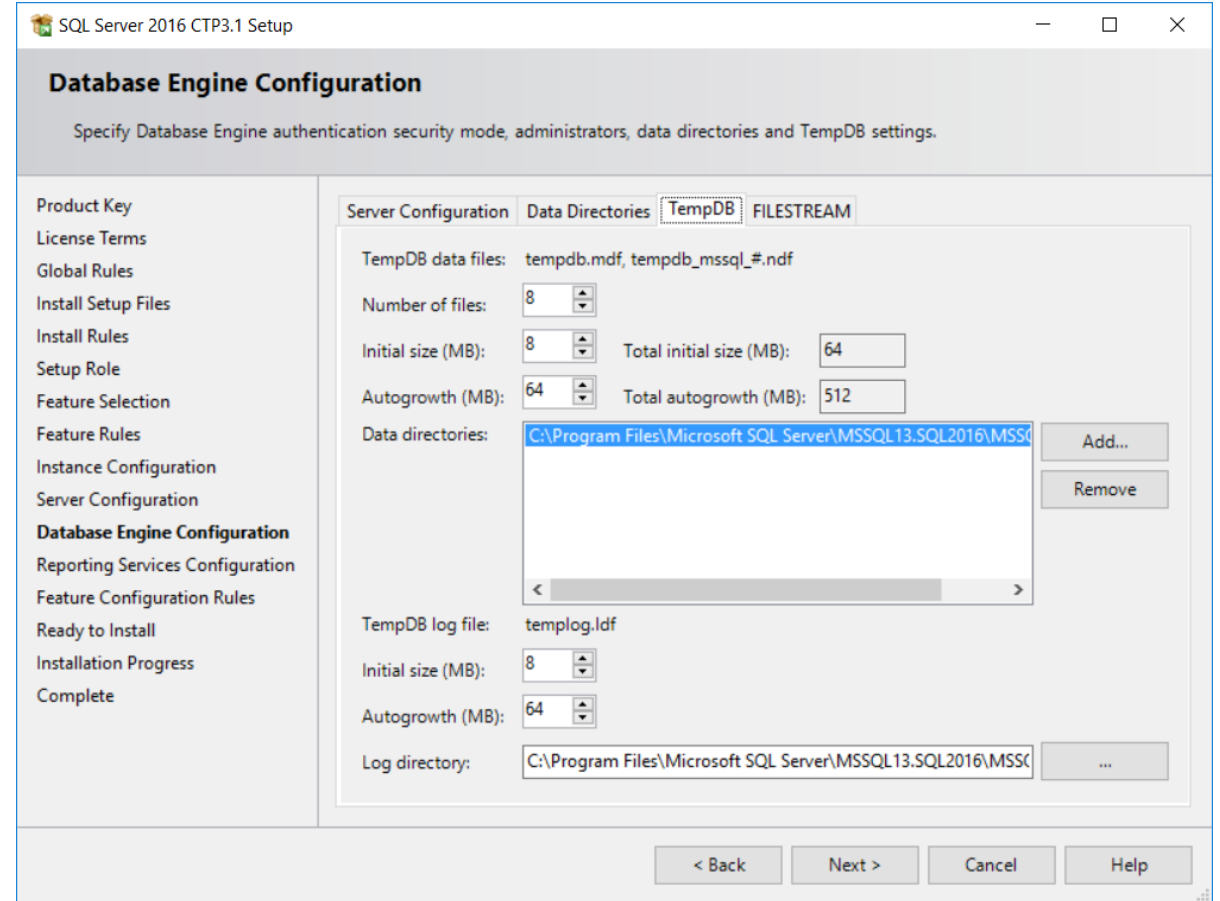 SQL Server 2016 CTP3.1 Setup
Database Engine Configuration
Specify Database Engine authentication security mode, administrators, data directories and TempDB settings.
Product Key
License Terms
Global Rules
Install Setup Files
Install Rules
Setup Role
Feature Selection
Feature Rules
Instance Configuration
Server Configuration
Database Engine Configuration
Reporting Services Configuration
Feature Configuration Rules
Ready to Install
Installation Progress
Complete
Server Configuration Data Directories TempDB FILESTREAM
TempDB data files: tempdb.mdf, tempdb_mssql_#.ndf
Number of files: 8
Initial size (MB): 8 Total initial size (MB): 64
Autogrowth (MB): 64 Total autogrowth (MB): 512
Data directories: C:\Program Files\Microsoft SQL Server\MSSQL13.SQL2016\MSSQ Add...
Remove
TempDB log file: templog.ldf
Initial size (MB): 8
Autogrowth (MB): 64
Log directory: C:\Program Files\Microsoft SQL Server\MSSQL13.SQL2016\MSSQ ...
< Back Next > Cancel Help